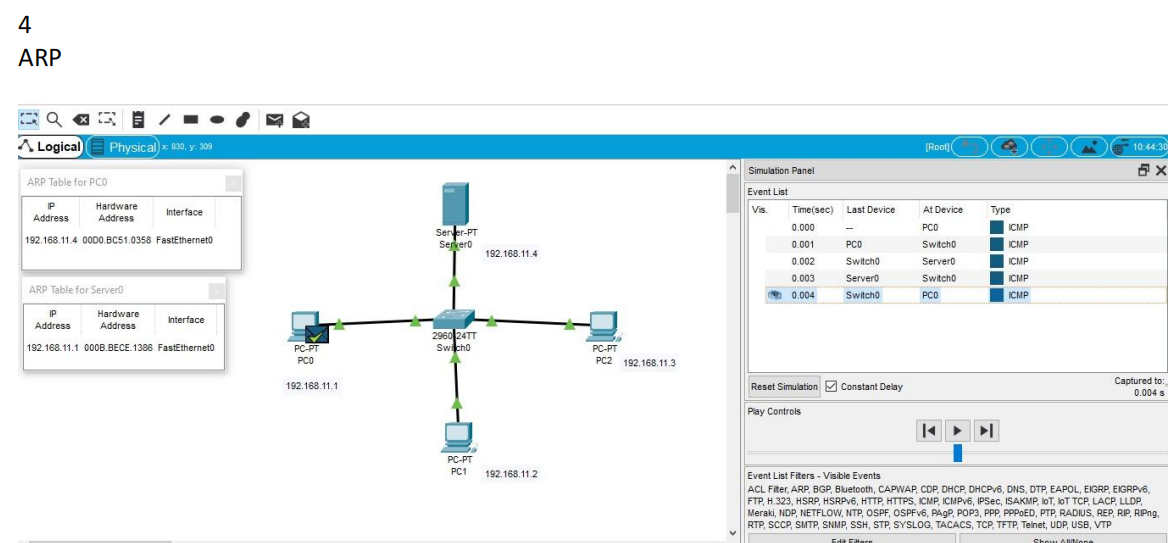 4
ARP
Logical
Physical x: 830, y: 309
[Root]
10:44:30
ARP Table for PC0
IP Address Hardware Address Interface
192.168.11.4 00D0.BC51.0358 FastEthernet0
ARP Table for Server0
IP Address Hardware Address Interface
192.168.11.1 000B.BECE.1386 FastEthernet0
Server-PT
Server0
192.168.11.4
2960-24TT
Switch0
PC-PT
PC0
192.168.11.1
PC-PT
PC2
192.168.11.3
PC-PT
PC1
192.168.11.2
Simulation Panel
Event List
Vis. Time(sec) Last Device At Device Type
0.000 -- PC0 ICMP
0.001 PC0 Switch0 ICMP
0.002 Switch0 Server0 ICMP
0.003 Server0 Switch0 ICMP
0.004 Switch0 PC0 ICMP
Reset Simulation Constant Delay
Captured to:
0.004 s
Play Controls
Event List Filters - Visible Events
ACL Filter, ARP, BGP, Bluetooth, CAPWAP, CDP, DHCP, DHCPv6, DNS, DTP, EAPOL, EIGRP, EIGRPv6,
FTP, H.323, HSRP, HSRPv6, HTTP, HTTPS, ICMP, ICMPv6, IPSec, ISAKMP, IoT, IoT TCP, LACP, LLDP,
Meraki, NDP, NETFLOW, NTP, OSPF, OSPFv6, PAgP, POP3, PPP, PPPoED, PTP, RADIUS, REP, RIP, RIPng,
RTP, SCCP, SMTP, SNMP, SSH, STP, SYSLOG, TACACS, TCP, TFTP, Telnet, UDP, USB, VTP
Edit Filters Show All/None